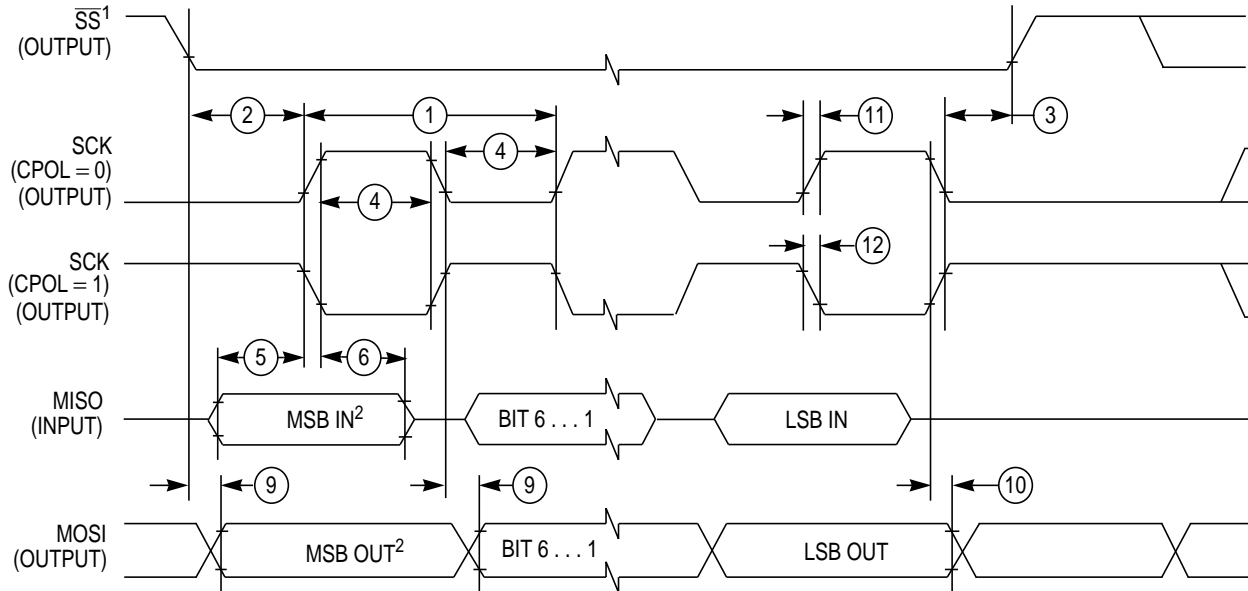 SS¹
(OUTPUT)
2
1
11
3
SCK
(CPOL = 0)
(OUTPUT)
4
4
12
SCK
(CPOL = 1)
(OUTPUT)
5
6
MISO
(INPUT)
MSB IN²
BIT 6 . . . 1
LSB IN
9
9
10
MOSI
(OUTPUT)
MSB OUT²
BIT 6 . . . 1
LSB OUT